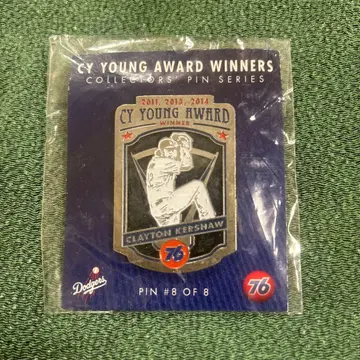 CY YOUNG AWARD WINNERS
COLLECTORS' PIN SERIES
2011, 2013, 2014
CY YOUNG AWARD
WINNER
CLAYTON KERSHAW
76
Dodgers
PIN #8 OF 8
76